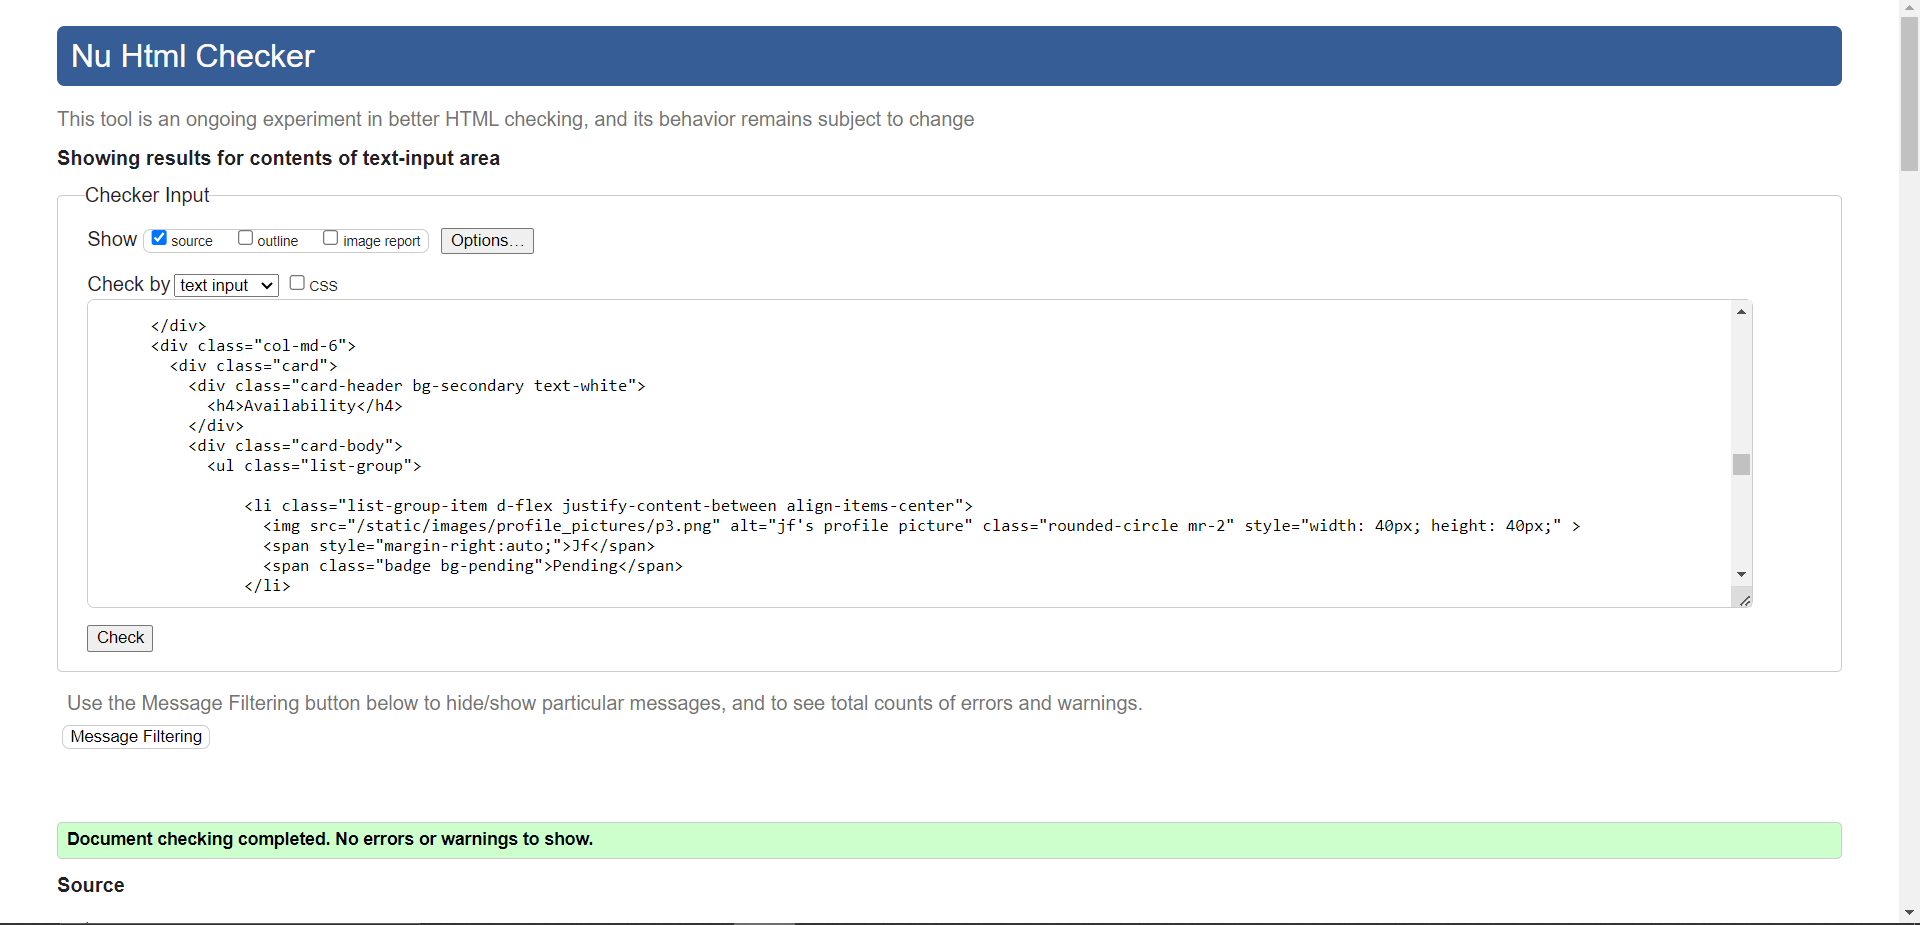 Nu Html Checker
This tool is an ongoing experiment in better HTML checking, and its behavior remains subject to change
Showing results for contents of text-input area
Checker Input
Show source outline image report Options...
Check by text input CSS
</div>
<div class="col-md-6">
<div class="card">
<div class="card-header bg-secondary text-white">
<h4>Availability</h4>
</div>
<div class="card-body">
<ul class="list-group">
<li class="list-group-item d-flex justify-content-between align-items-center">
<img src="/static/images/profile_pictures/p3.png" alt="jf's profile picture" class="rounded-circle mr-2" style="width: 40px; height: 40px;" >
<span style="margin-right:auto;">Jf</span>
<span class="badge bg-pending">Pending</span>
</li>
Check
Use the Message Filtering button below to hide/show particular messages, and to see total counts of errors and warnings.
Message Filtering
Document checking completed. No errors or warnings to show.
Source